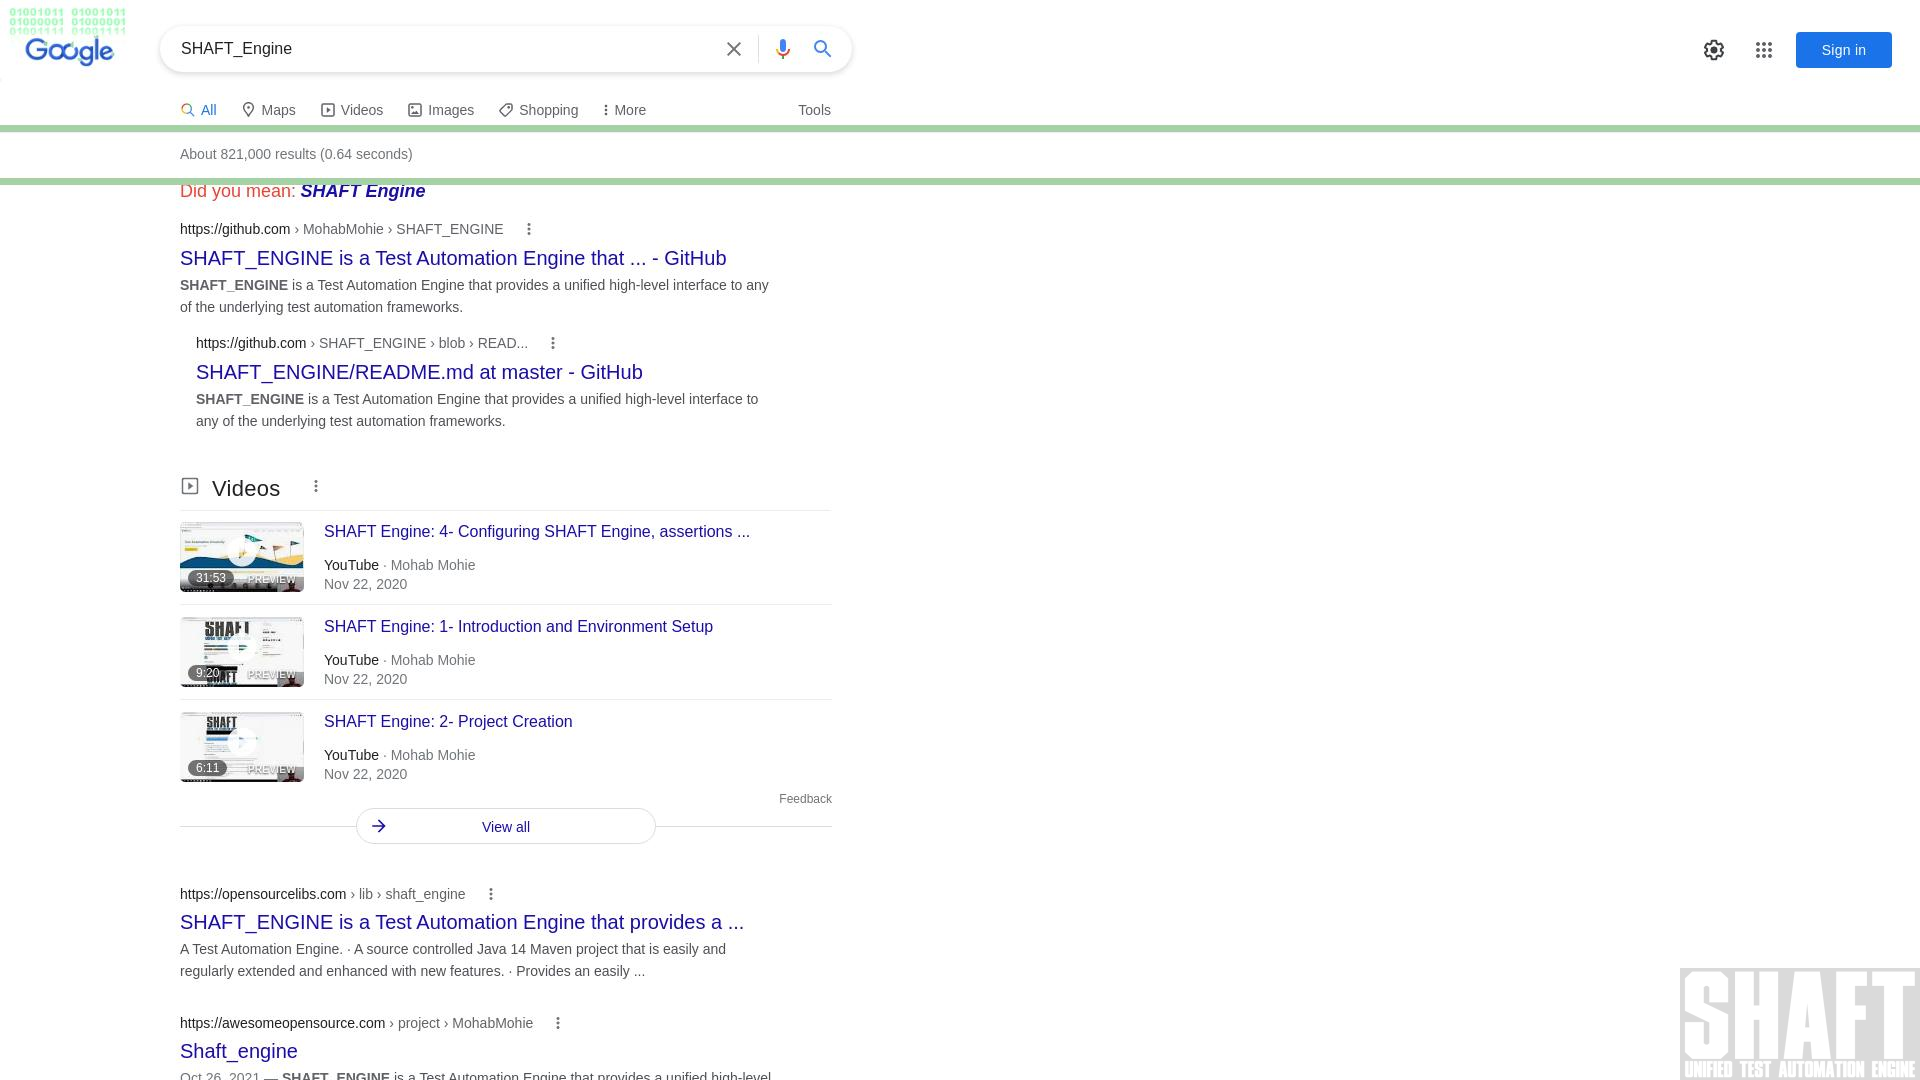 01001011 01001011
01000001 01000001
01001111 01001111
Google
SHAFT_Engine
Sign in
All
Maps
Videos
Images
Shopping
More
Tools
About 821,000 results (0.64 seconds)
Did you mean: SHAFT Engine
https://github.com › MohabMohie › SHAFT_ENGINE
SHAFT_ENGINE is a Test Automation Engine that ... - GitHub
SHAFT_ENGINE is a Test Automation Engine that provides a unified high-level interface to any
of the underlying test automation frameworks.
https://github.com › SHAFT_ENGINE › blob › READ...
SHAFT_ENGINE/README.md at master - GitHub
SHAFT_ENGINE is a Test Automation Engine that provides a unified high-level interface to
any of the underlying test automation frameworks.
Videos
31:53
PREVIEW
SHAFT Engine: 4- Configuring SHAFT Engine, assertions ...
YouTube · Mohab Mohie
Nov 22, 2020
SHAFT
9:20
PREVIEW
SHAFT Engine: 1- Introduction and Environment Setup
YouTube · Mohab Mohie
Nov 22, 2020
SHAFT
6:11
PREVIEW
SHAFT Engine: 2- Project Creation
YouTube · Mohab Mohie
Nov 22, 2020
Feedback
View all
https://opensourcelibs.com › lib › shaft_engine
SHAFT_ENGINE is a Test Automation Engine that provides a ...
A Test Automation Engine. · A source controlled Java 14 Maven project that is easily and
regularly extended and enhanced with new features. · Provides an easily ...
https://awesomeopensource.com › project › MohabMohie
Shaft_engine
Oct 26, 2021 — SHAFT_ENGINE is a Test Automation Engine that provides a unified high-level
SHAFT
UNIFIED TEST AUTOMATION ENGINE